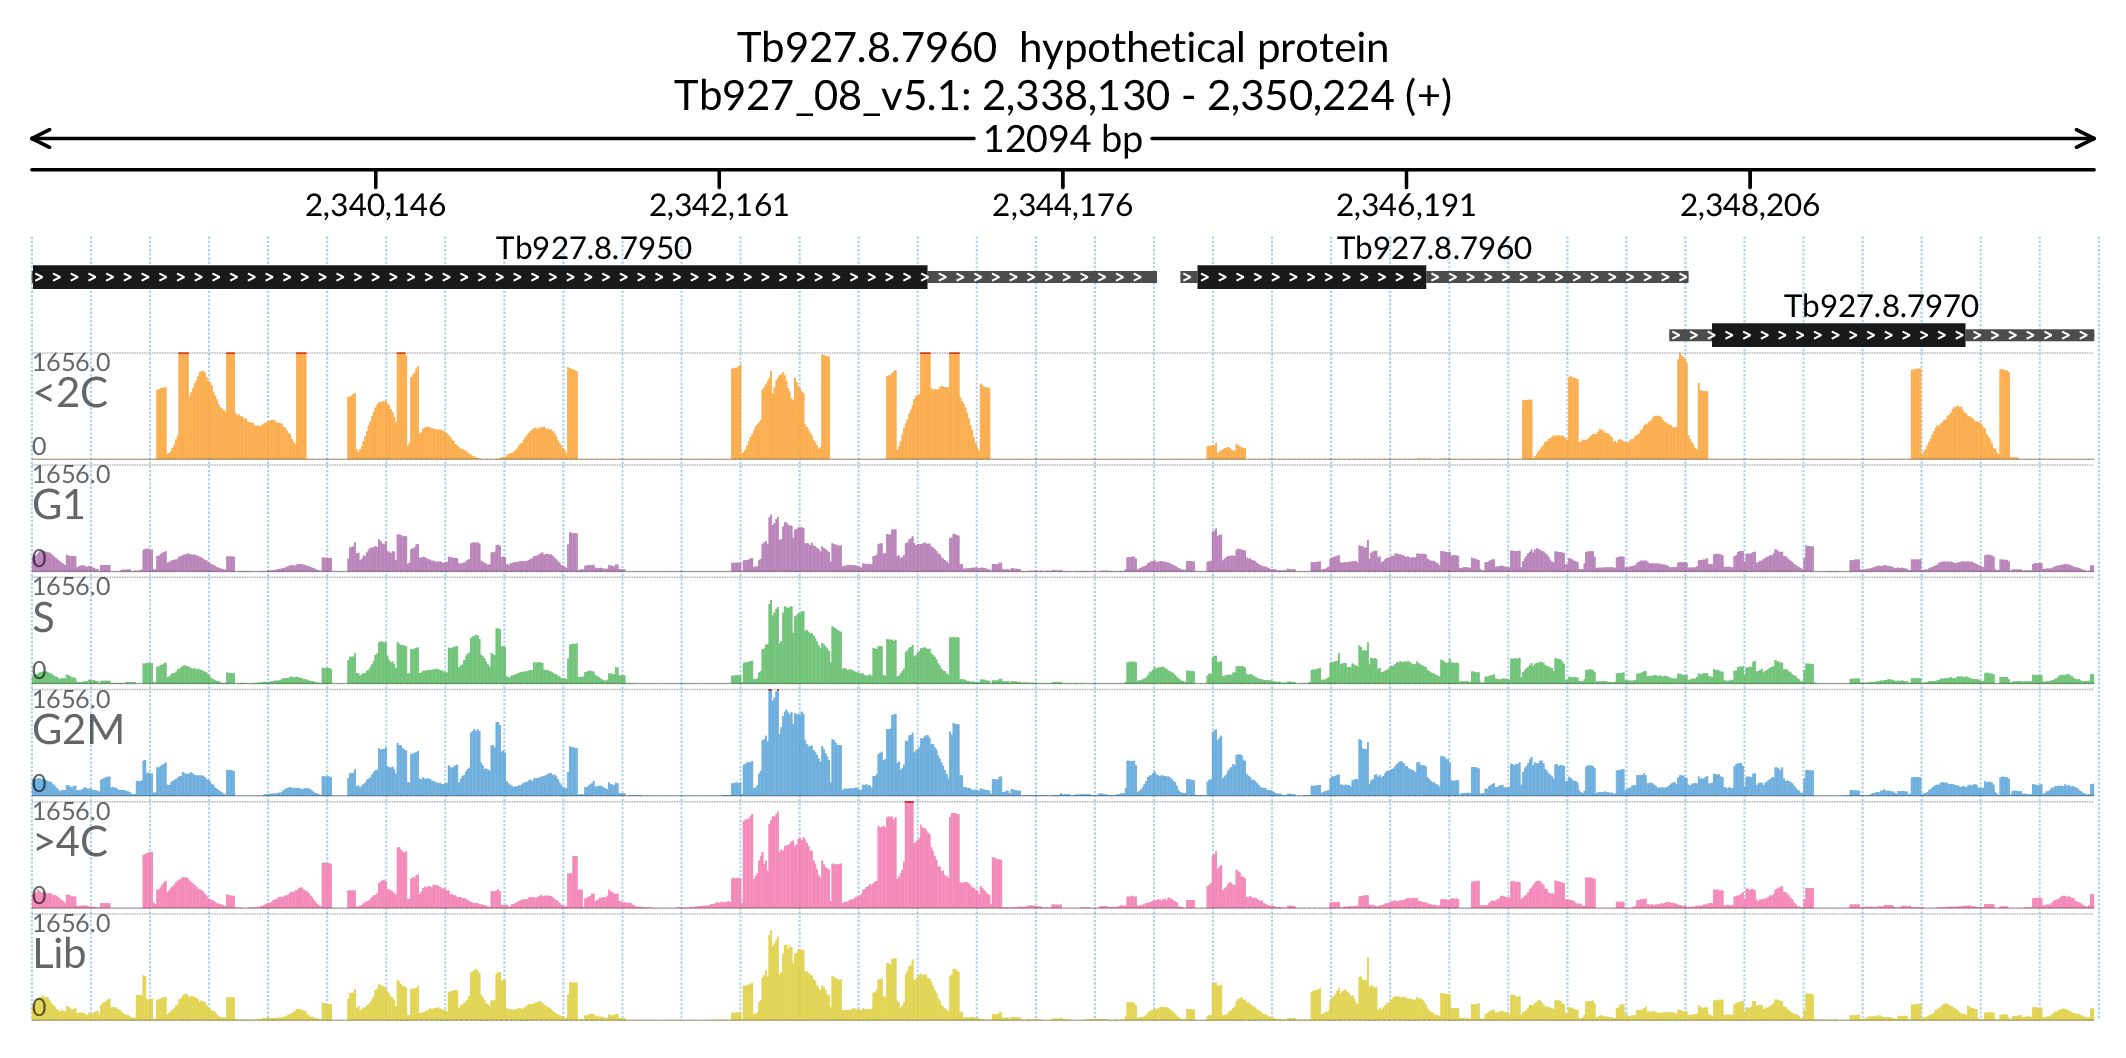 Tb927.8.7960  hypothetical protein
Tb927_08_v5.1: 2,338,130 - 2,350,224 (+)
12094 bp
2,340,146 2,342,161 2,344,176 2,346,191 2,348,206
Tb927.8.7950 Tb927.8.7960
Tb927.8.7970
1656.0
<2C
0
1656.0
G1
0
1656.0
S
0
1656.0
G2M
0
1656.0
>4C
0
1656.0
Lib
0